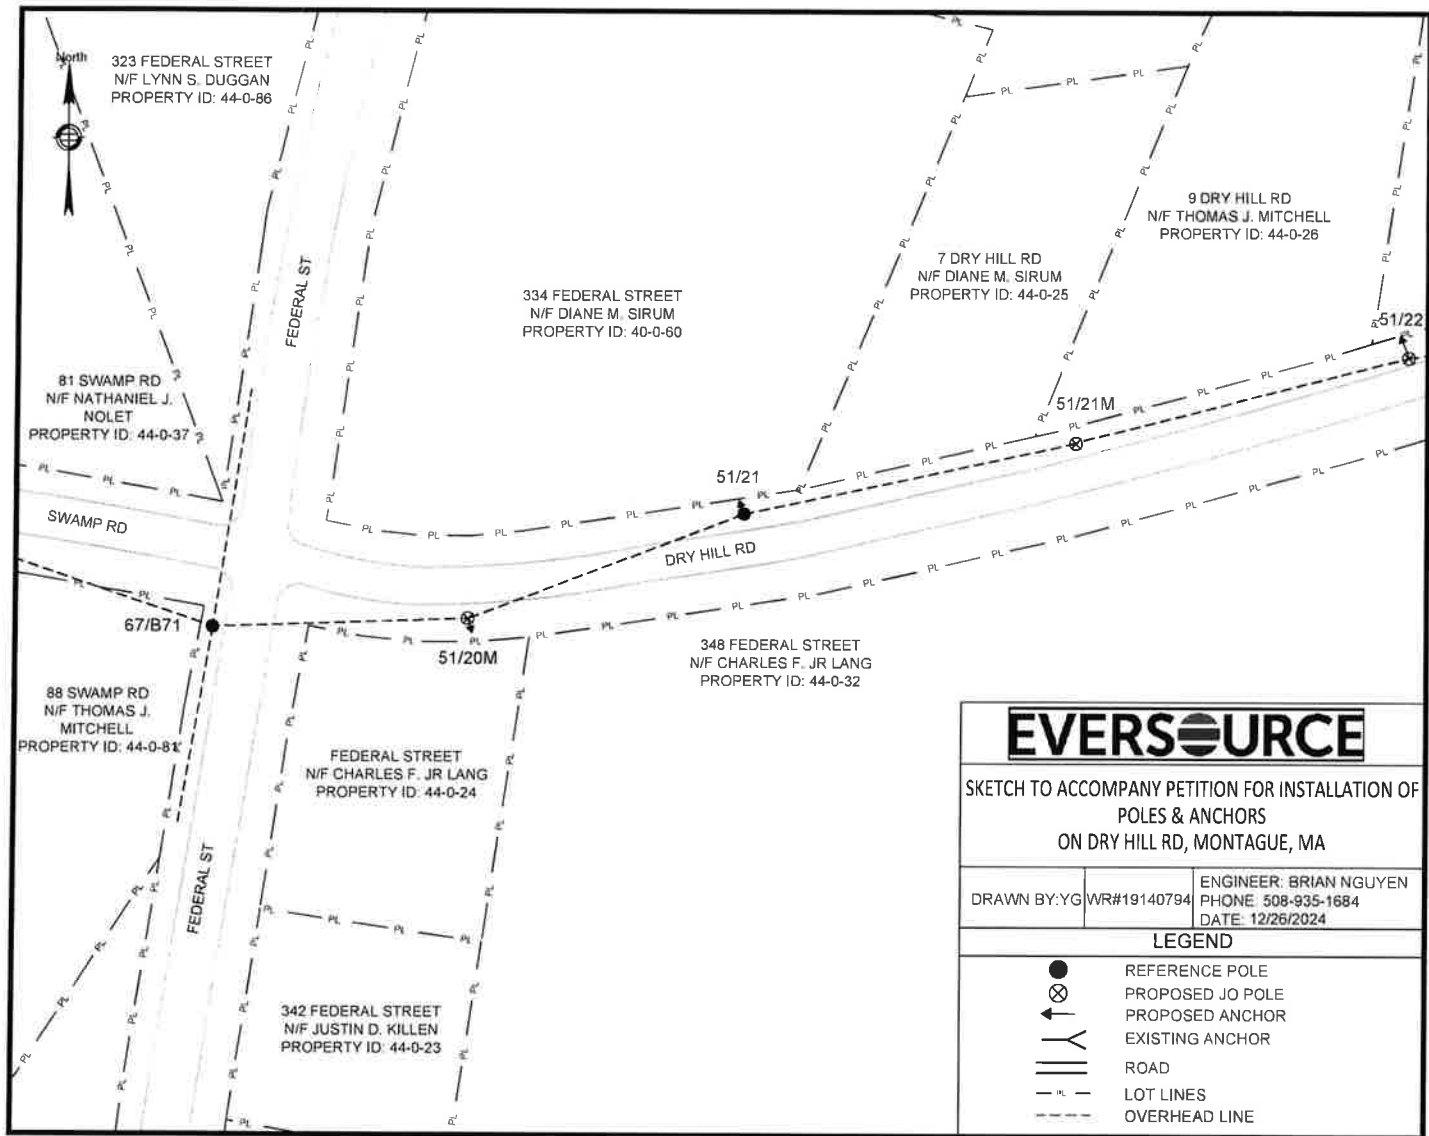 North
323 FEDERAL STREET
N/F LYNN S. DUGGAN
PROPERTY ID: 44-0-86
FEDERAL ST
9 DRY HILL RD
N/F THOMAS J. MITCHELL
PROPERTY ID: 44-0-26
7 DRY HILL RD
N/F DIANE M. SIRUM
PROPERTY ID: 44-0-25
334 FEDERAL STREET
N/F DIANE M. SIRUM
PROPERTY ID: 40-0-60
51/22
81 SWAMP RD
N/F NATHANIEL J.
NOLET
PROPERTY ID: 44-0-37
51/21M
51/21
SWAMP RD
DRY HILL RD
67/B71
51/20M
348 FEDERAL STREET
N/F CHARLES F. JR LANG
PROPERTY ID: 44-0-32
88 SWAMP RD
N/F THOMAS J.
MITCHELL
PROPERTY ID: 44-0-81
FEDERAL STREET
N/F CHARLES F. JR LANG
PROPERTY ID: 44-0-24
FEDERAL ST
342 FEDERAL STREET
N/F JUSTIN D. KILLEN
PROPERTY ID: 44-0-23
EVERSOURCE
SKETCH TO ACCOMPANY PETITION FOR INSTALLATION OF
POLES & ANCHORS
ON DRY HILL RD, MONTAGUE, MA
DRAWN BY:YG WR#19140794
ENGINEER: BRIAN NGUYEN
PHONE: 508-935-1684
DATE: 12/26/2024
LEGEND
REFERENCE POLE
PROPOSED JO POLE
PROPOSED ANCHOR
EXISTING ANCHOR
ROAD
PL LOT LINES
OVERHEAD LINE